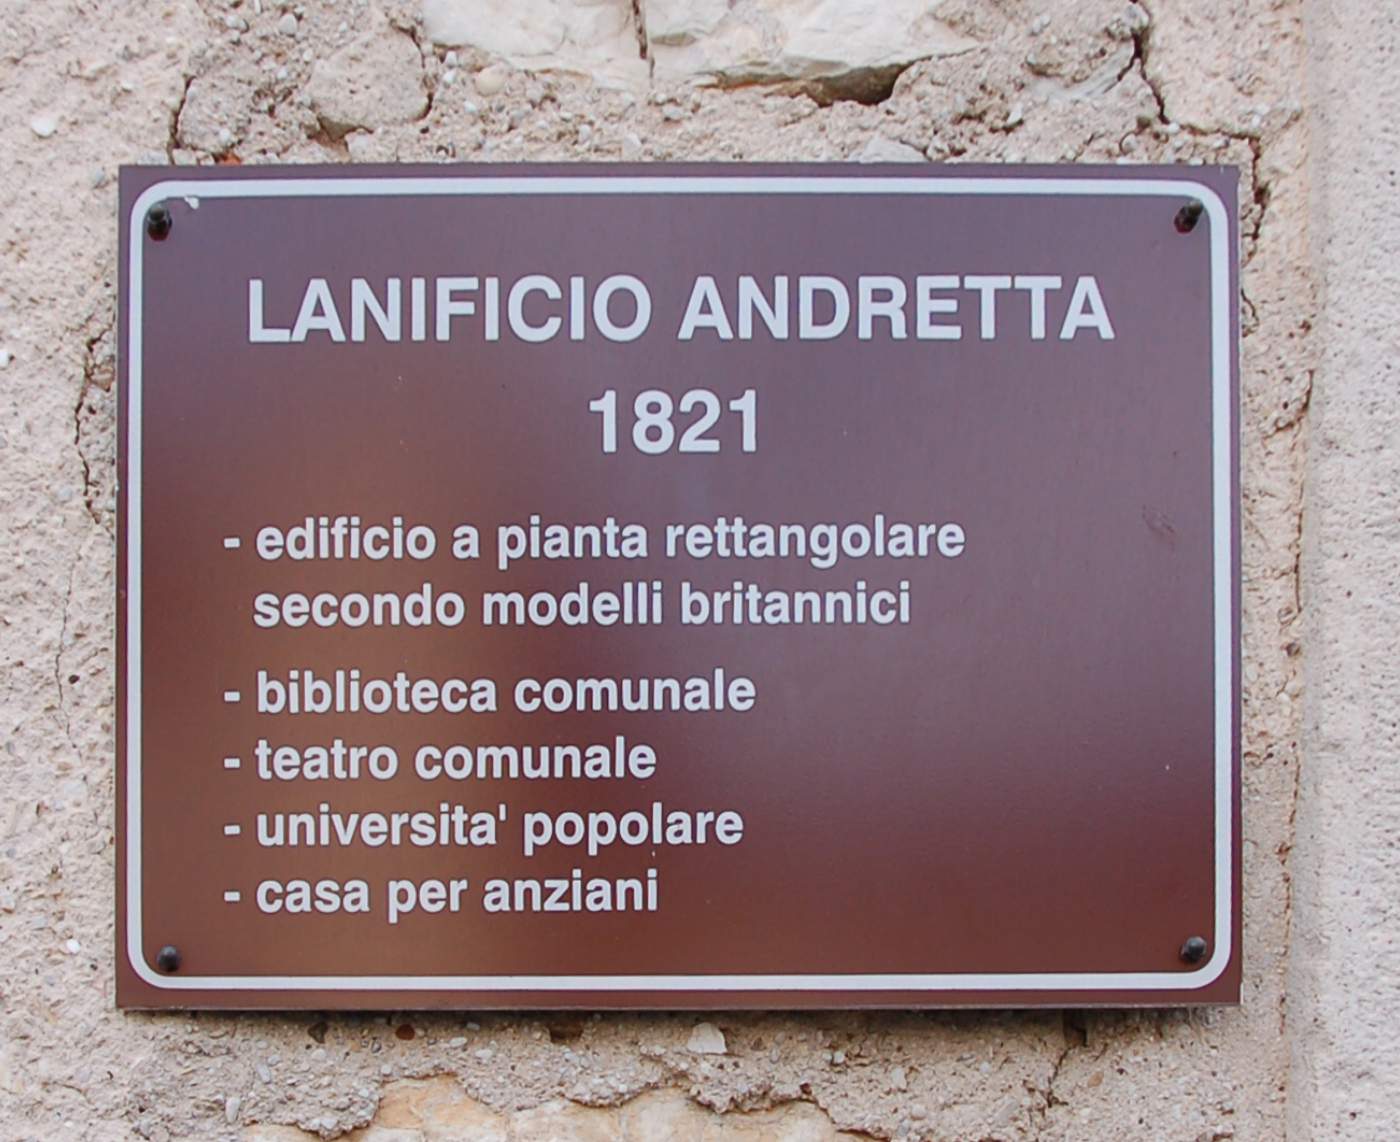 LANIFICIO ANDRETTA
1821
- edificio a pianta rettangolare
secondo modelli britannici
- biblioteca comunale
- teatro comunale
- universita' popolare
- casa per anziani